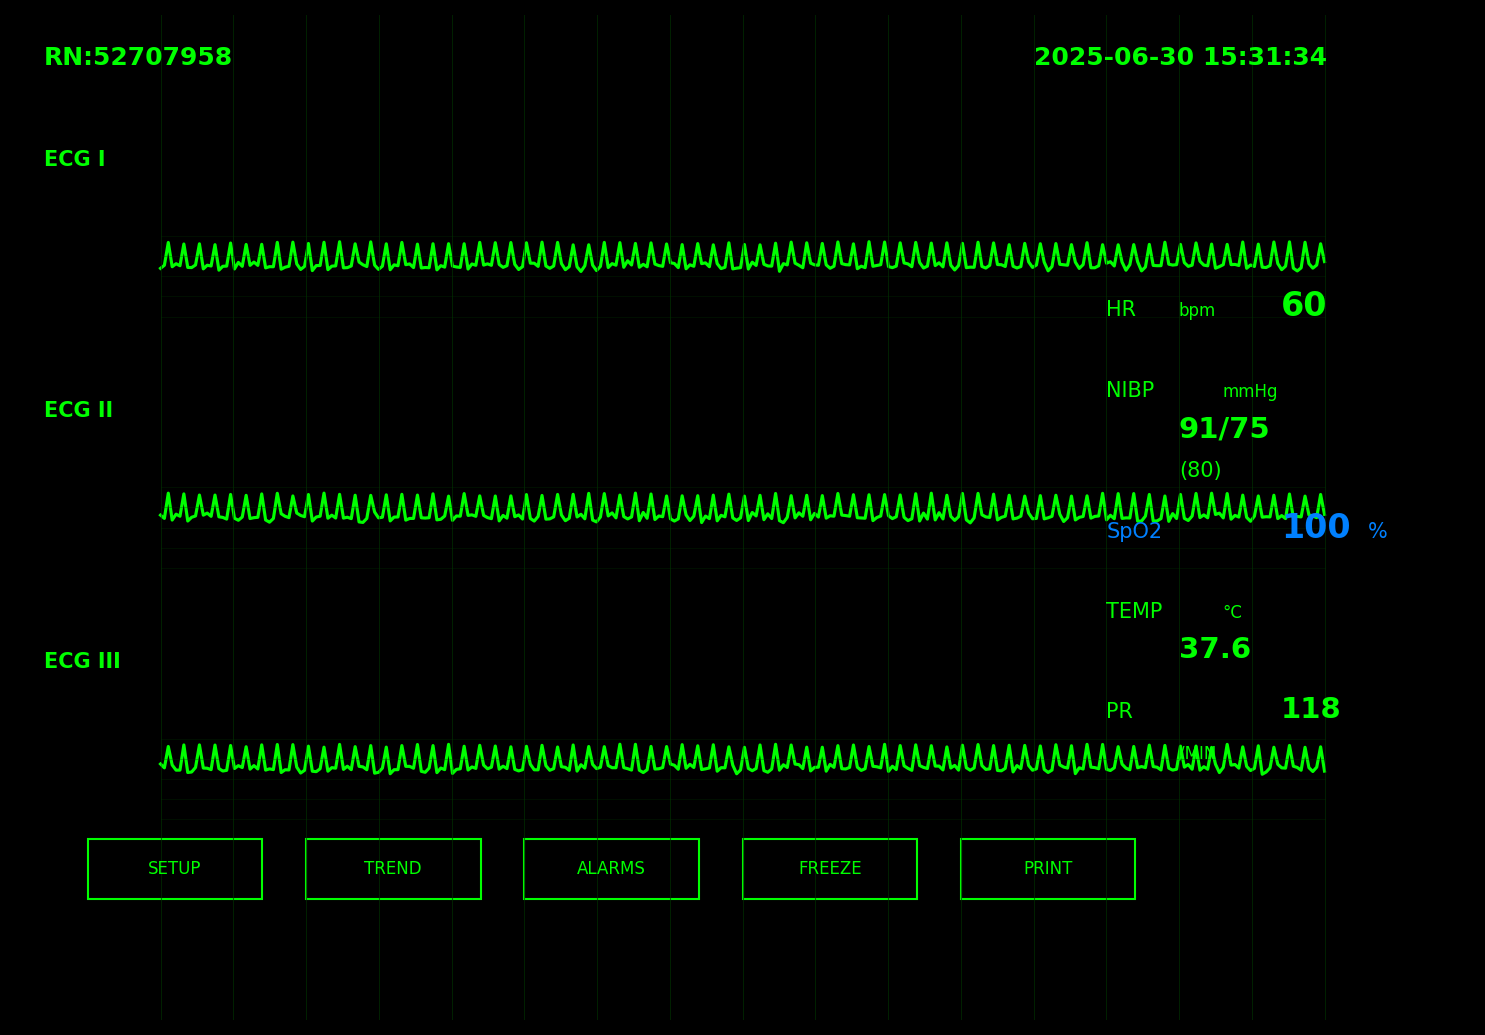 RN:52707958 2025-06-30 15:31:34
ECG I
HR bpm 60
NIBP mmHg
ECG II
91/75
(80)
SpO2 100 %
TEMP °C
37.6
ECG III
PR 118
/MIN
SETUP TREND ALARMS FREEZE PRINT